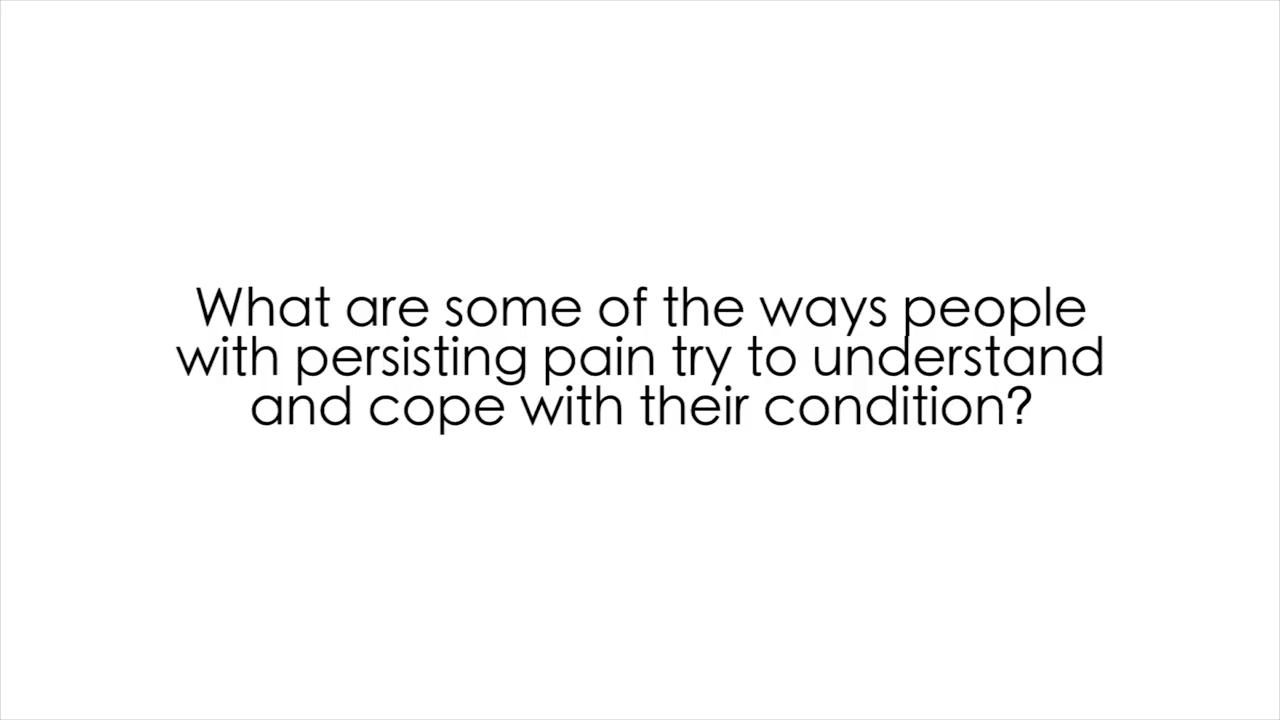 What are some of the ways people
with persisting pain try to understand
and cope with their condition?